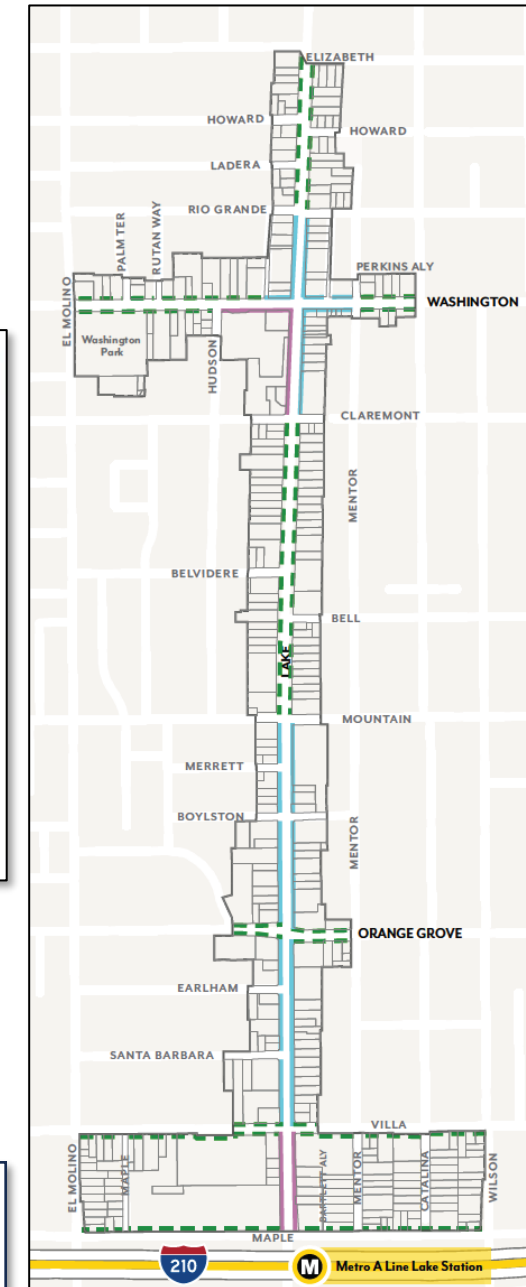 ELIZABETH
HOWARD
HOWARD
LADERA
RIO GRANDE
PALM TER
RUTAN WAY
PERKINS ALY
EL MOLINO
WASHINGTON
Washington
Park
HUDSON
CLAREMONT
MENTOR
BELVIDERE
BELL
LAKE
MOUNTAIN
MERRETT
BOYLSTON
MENTOR
ORANGE GROVE
EARLHAM
SANTA BARBARA
VILLA
EL MOLINO
MAPLE
BARTLETT ALY
MENTOR
CATALINA
WILSON
MAPLE
210
M Metro A Line Lake Station